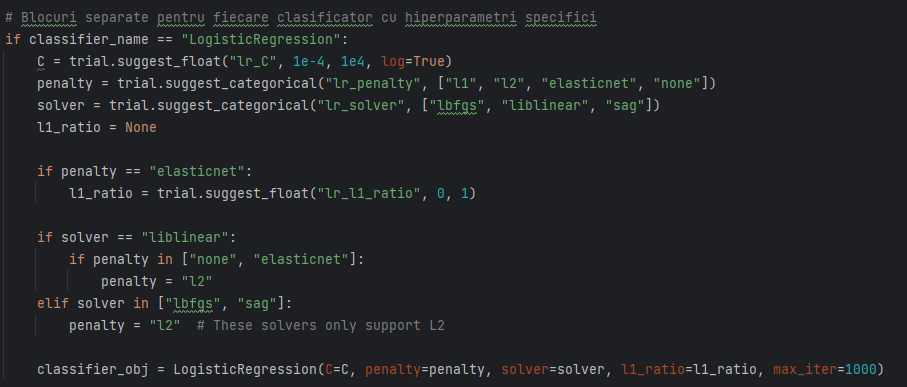 # Blocuri separate pentru fiecare clasificator cu hiperparametri specifici
if classifier_name == "LogisticRegression":
    C = trial.suggest_float("lr_C", 1e-4, 1e4, log=True)
    penalty = trial.suggest_categorical("lr_penalty", ["l1", "l2", "elasticnet", "none"])
    solver = trial.suggest_categorical("lr_solver", ["lbfgs", "liblinear", "sag"])
    l1_ratio = None
    if penalty == "elasticnet":
        l1_ratio = trial.suggest_float("lr_l1_ratio", 0, 1)
    if solver == "liblinear":
        if penalty in ["none", "elasticnet"]:
            penalty = "l2"
    elif solver in ["lbfgs", "sag"]:
        penalty = "l2"  # These solvers only support L2
    classifier_obj = LogisticRegression(C=C, penalty=penalty, solver=solver, l1_ratio=l1_ratio, max_iter=1000)